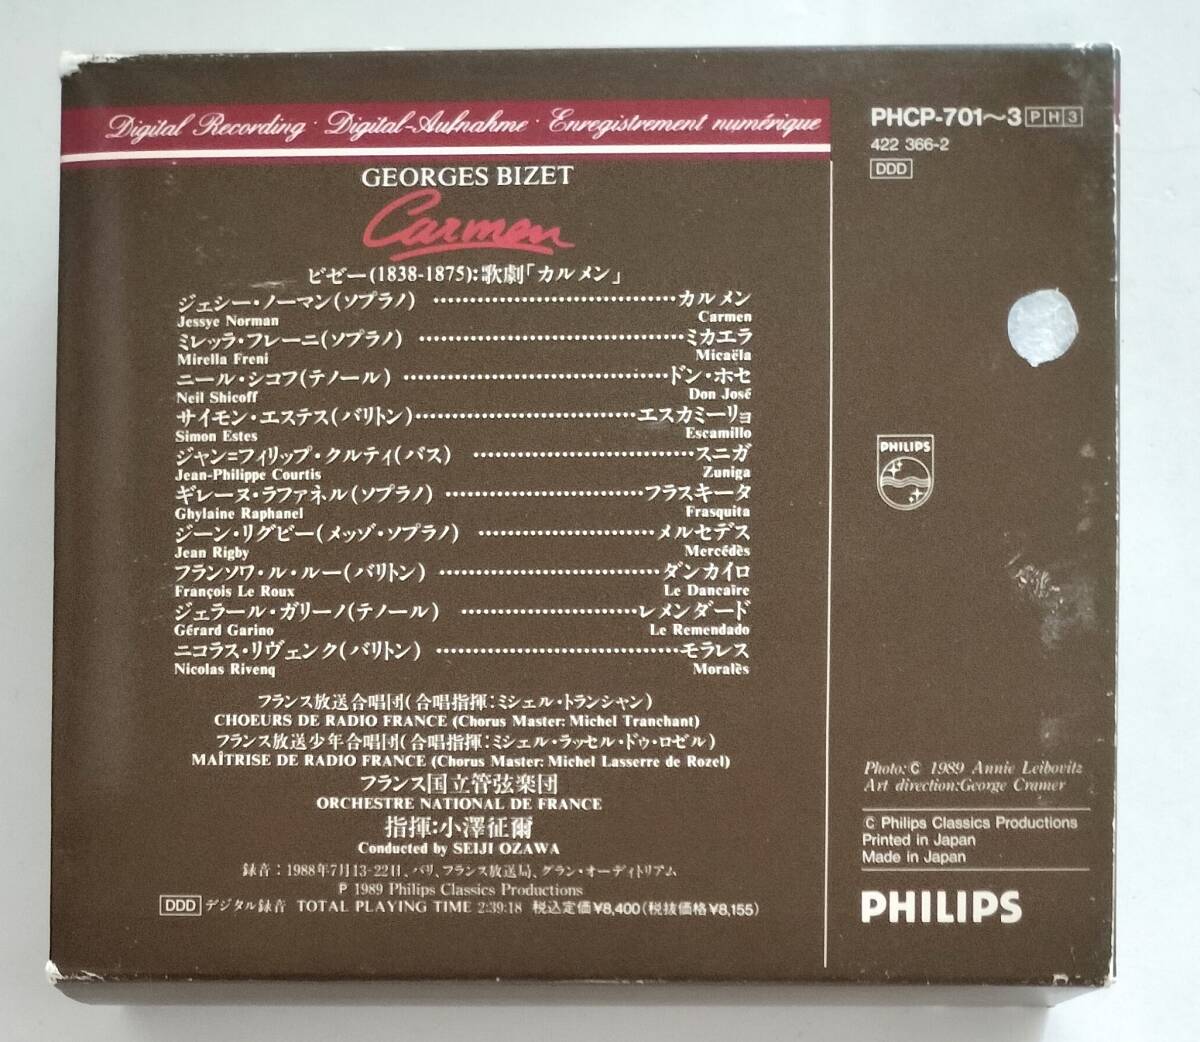 Digital Recording · Digital-Aufnahme · Enregistrement numérique
GEORGES BIZET
Carmen
ビゼー(1838-1875):歌劇「カルメン」
ジェシー・ノーマン(ソプラノ) ……………………………カルメン
Jessye Norman Carmen
ミレッラ・フレーニ(ソプラノ) ……………………………ミカエラ
Mirella Freni Micaëla
ニール・シコフ(テノール) ……………………………ドン・ホセ
Neil Shicoff Don José
サイモン・エステス(バリトン)…………………………エスカミーリョ
Simon Estes Escamillo
ジャン=フィリップ・クルティ(バス) …………………………スニガ
Jean-Philippe Courtis Zuniga
ギレーヌ・ラファネル(ソプラノ) ………………………フラスキータ
Ghylaine Raphanel Frasquita
ジーン・リグビー(メッゾ・ソプラノ) ……………………メルセデス
Jean Rigby Mercédès
フランソワ・ル・ルー(バリトン) …………………………ダンカイロ
François Le Roux Le Dancaïre
ジェラール・ガリーノ(テノール) ……………………レメンダード
Gérard Garino Le Remendado
ニコラス・リヴェンク(バリトン) ……………………………モラレス
Nicolas Rivenq Moralès
フランス放送合唱団(合唱指揮:ミシェル・トランシャン)
CHOEURS DE RADIO FRANCE (Chorus Master: Michel Tranchant)
フランス放送少年合唱団(合唱指揮:ミシェル・ラッセル・ドゥ・ロゼル)
MAÎTRISE DE RADIO FRANCE (Chorus Master: Michel Lasserre de Rozel)
フランス国立管弦楽団
ORCHESTRE NATIONAL DE FRANCE
指揮:小澤征爾
Conducted by SEIJI OZAWA
録音:1988年7月13-22日、パリ、フランス放送局、グラン・オーディトリアム
℗ 1989 Philips Classics Productions
DDD デジタル録音 TOTAL PLAYING TIME 2:39:18 税込定価¥8,400(税抜価格¥8,155)
PHCP-701〜3 PH3
422 366-2
DDD
PHILIPS
Photo:© 1989 Annie Leibovitz
Art direction:George Cramer
© Philips Classics Productions
Printed in Japan
Made in Japan
PHILIPS